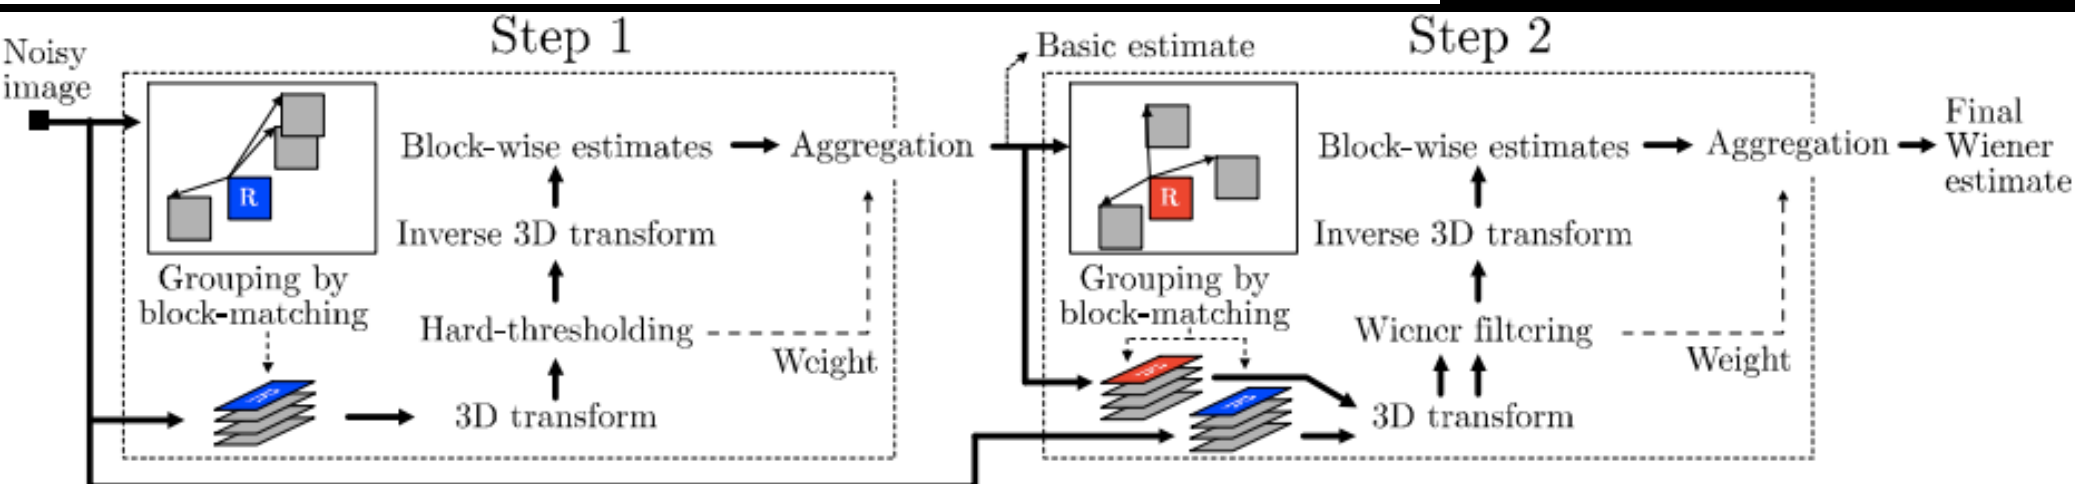 Step 1
Step 2
Noisy
image
Basic estimate
R
Block-wise estimates
Aggregation
Inverse 3D transform
Grouping by
block-matching
Hard-thresholding
Weight
3D transform
R
Block-wise estimates
Aggregation
Final
Wiener
estimate
Inverse 3D transform
Grouping by
block-matching
Wiener filtering
Weight
3D transform